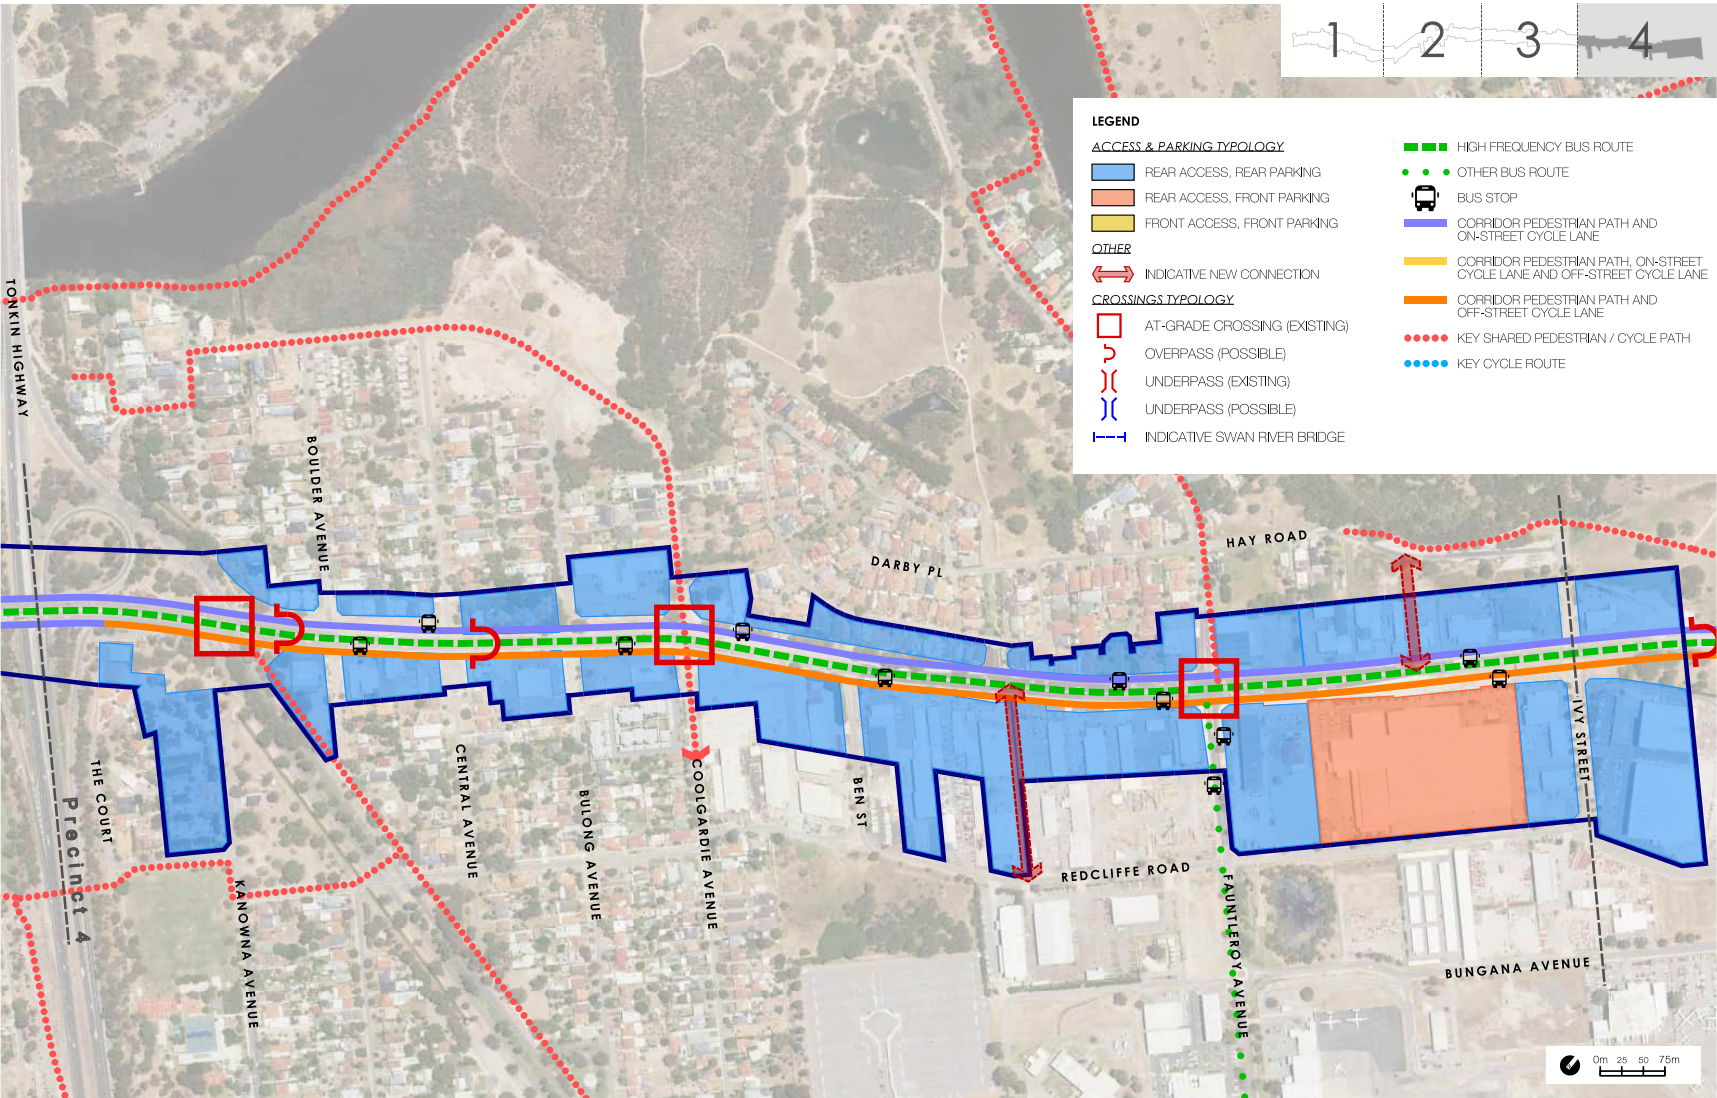 1
2
3
4
LEGEND
ACCESS & PARKING TYPOLOGY
REAR ACCESS, REAR PARKING
REAR ACCESS, FRONT PARKING
FRONT ACCESS, FRONT PARKING
OTHER
INDICATIVE NEW CONNECTION
CROSSINGS TYPOLOGY
AT-GRADE CROSSING (EXISTING)
OVERPASS (POSSIBLE)
UNDERPASS (EXISTING)
UNDERPASS (POSSIBLE)
INDICATIVE SWAN RIVER BRIDGE
HIGH FREQUENCY BUS ROUTE
OTHER BUS ROUTE
BUS STOP
CORRIDOR PEDESTRIAN PATH AND
ON-STREET CYCLE LANE
CORRIDOR PEDESTRIAN PATH, ON-STREET
CYCLE LANE AND OFF-STREET CYCLE LANE
CORRIDOR PEDESTRIAN PATH AND
OFF-STREET CYCLE LANE
KEY SHARED PEDESTRIAN / CYCLE PATH
KEY CYCLE ROUTE
TONKIN HIGHWAY
BOULDER AVENUE
DARBY PL
HAY ROAD
THE COURT
Precinct 4
KANOWNA AVENUE
CENTRAL AVENUE
BULONG AVENUE
COOLGARDIE AVENUE
BEN ST
REDCLIFFE ROAD
FAUNTLEROY AVENUE
IVY STREET
BUNGANA AVENUE
0m 25 50 75m